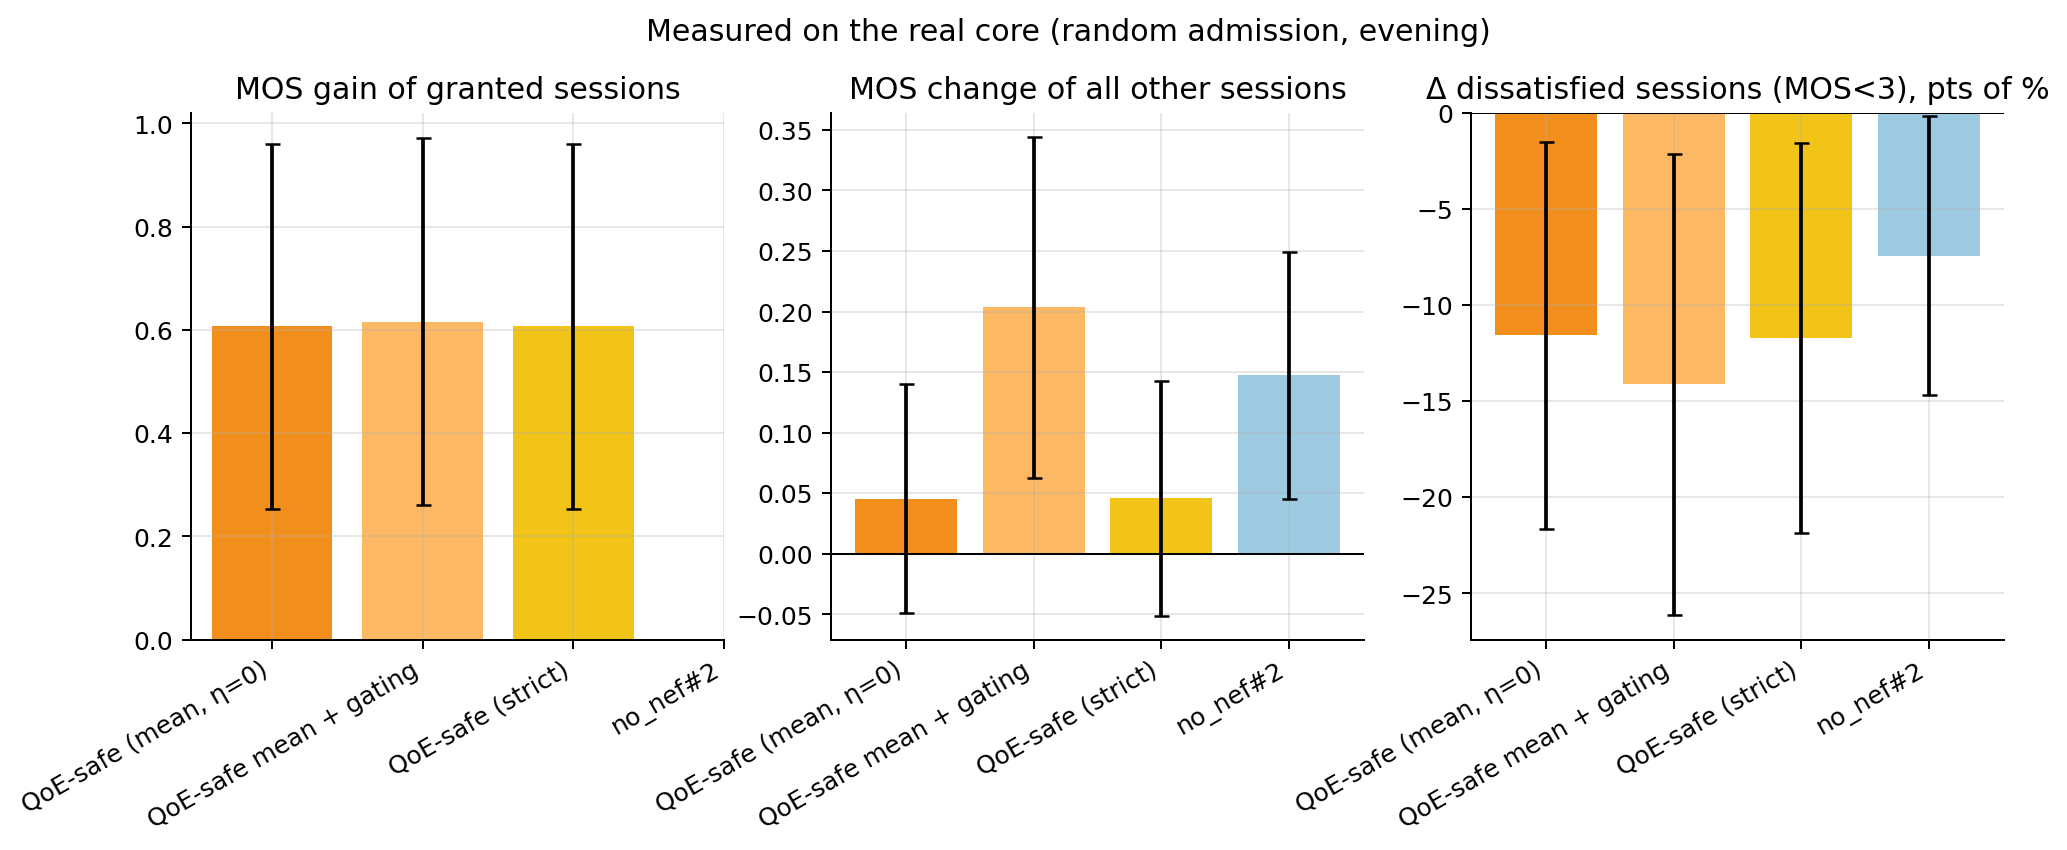 Measured on the real core (random admission, evening)
MOS gain of granted sessions
1.0
0.8
0.6
0.4
0.2
0.0
QoE-safe (mean, η=0)
QoE-safe mean + gating
QoE-safe (strict)
no_nef#2
MOS change of all other sessions
0.35
0.30
0.25
0.20
0.15
0.10
0.05
0.00
−0.05
QoE-safe (mean, η=0)
QoE-safe mean + gating
QoE-safe (strict)
no_nef#2
Δ dissatisfied sessions (MOS<3), pts of %
0
−5
−10
−15
−20
−25
QoE-safe (mean, η=0)
QoE-safe mean + gating
QoE-safe (strict)
no_nef#2